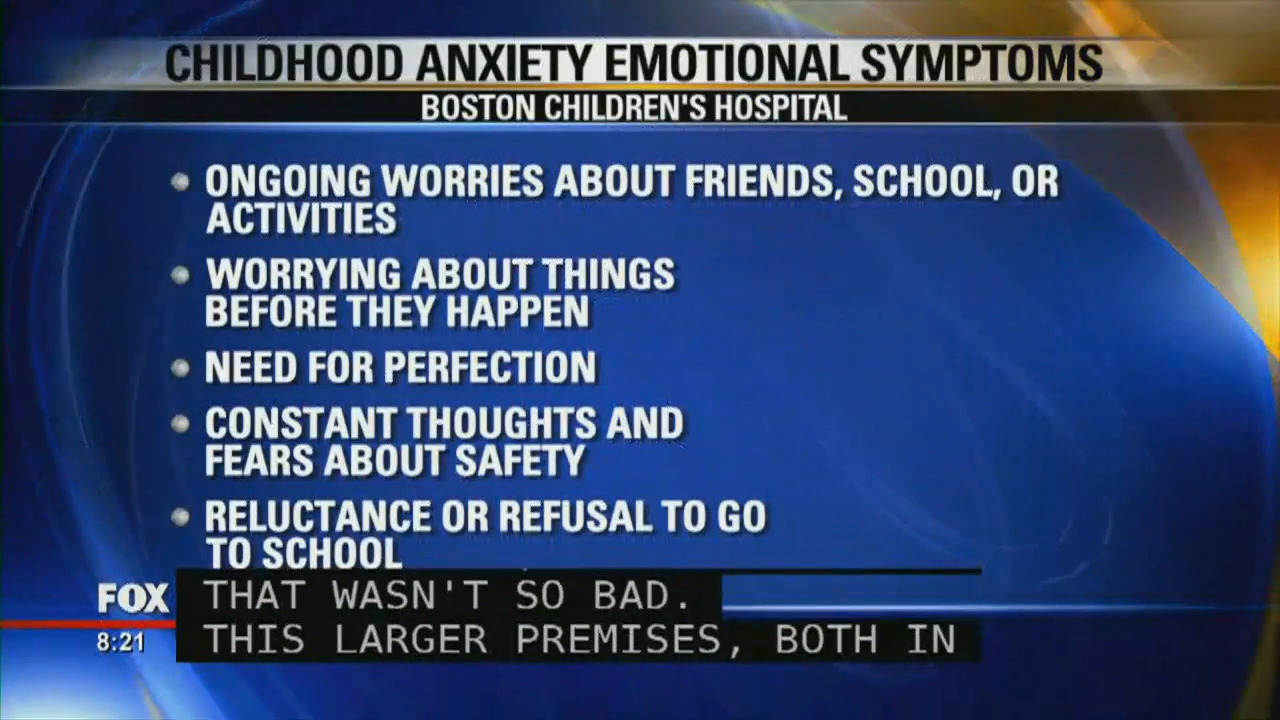 CHILDHOOD ANXIETY EMOTIONAL SYMPTOMS
BOSTON CHILDREN'S HOSPITAL
• ONGOING WORRIES ABOUT FRIENDS, SCHOOL, OR
ACTIVITIES
• WORRYING ABOUT THINGS
BEFORE THEY HAPPEN
• NEED FOR PERFECTION
• CONSTANT THOUGHTS AND
FEARS ABOUT SAFETY
• RELUCTANCE OR REFUSAL TO GO
TO SCHOOL
FOX
8:21
THAT WASN'T SO BAD.
THIS LARGER PREMISES, BOTH IN